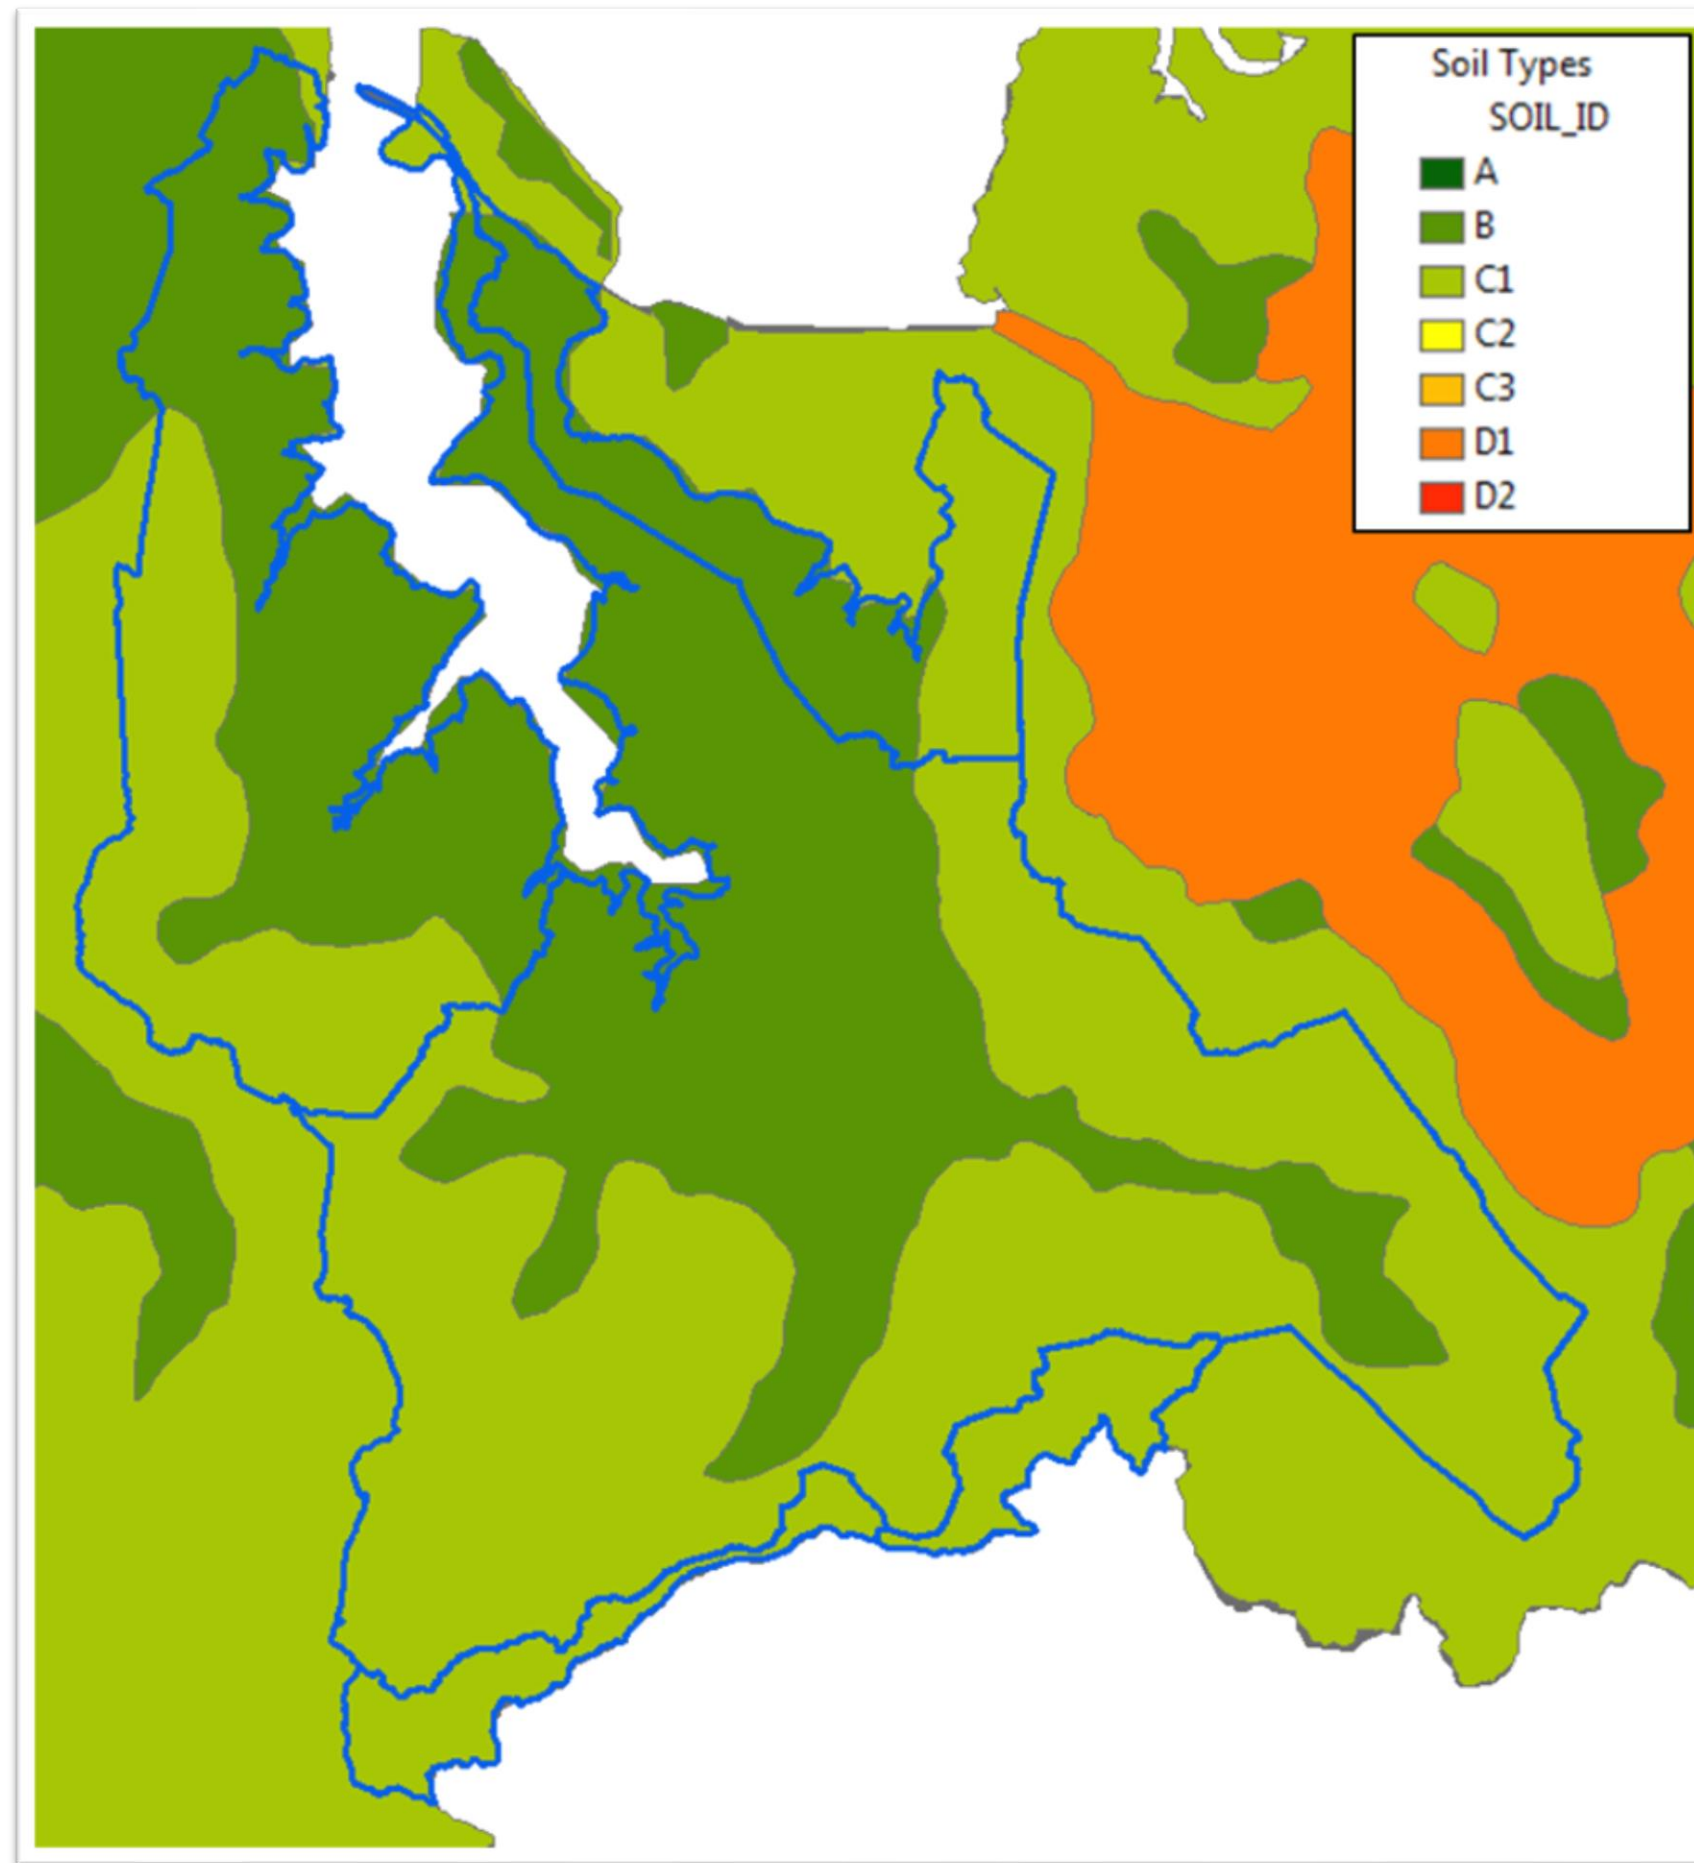 Soil Types
SOIL_ID
A
B
C1
C2
C3
D1
D2